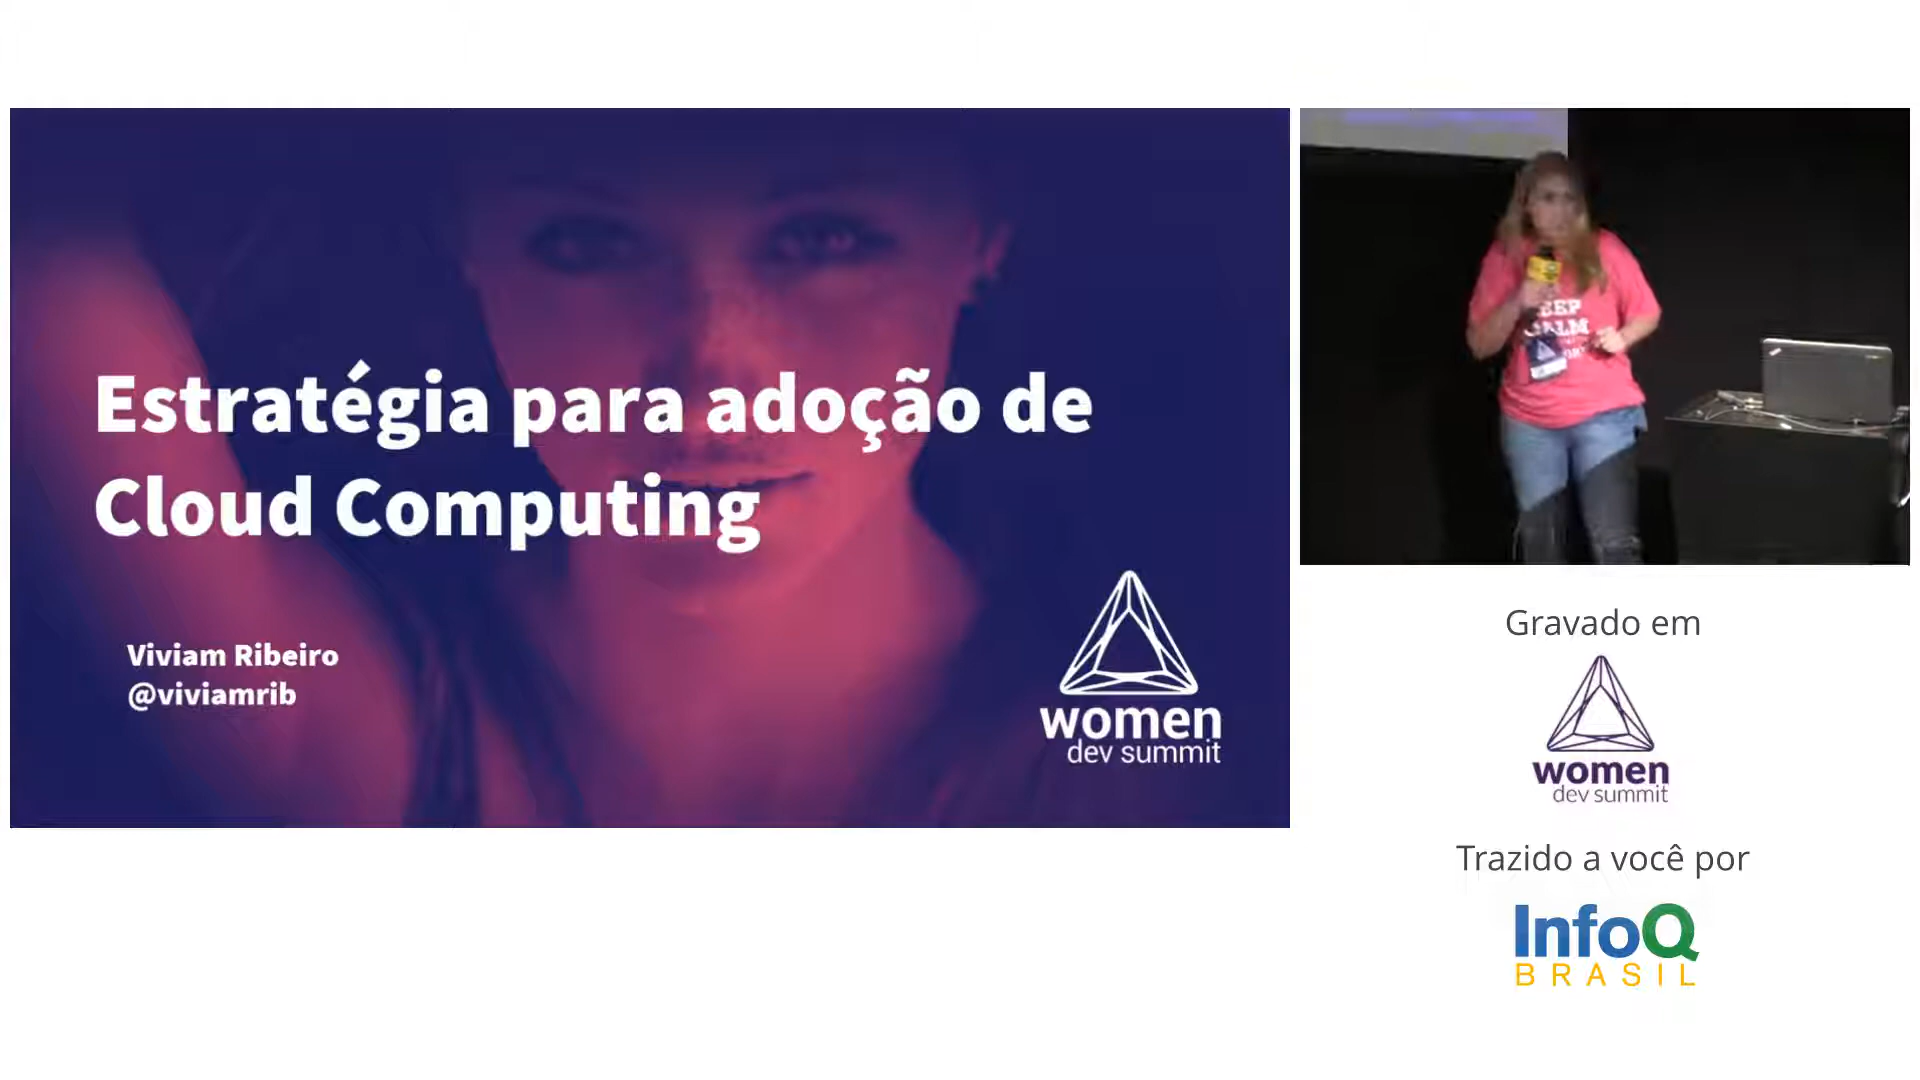 Estratégia para adoção de
Cloud Computing
Viviam Ribeiro
@viviamrib
women
dev summit
Gravado em
women
dev summit
Trazido a você por
InfoQ
BRASIL